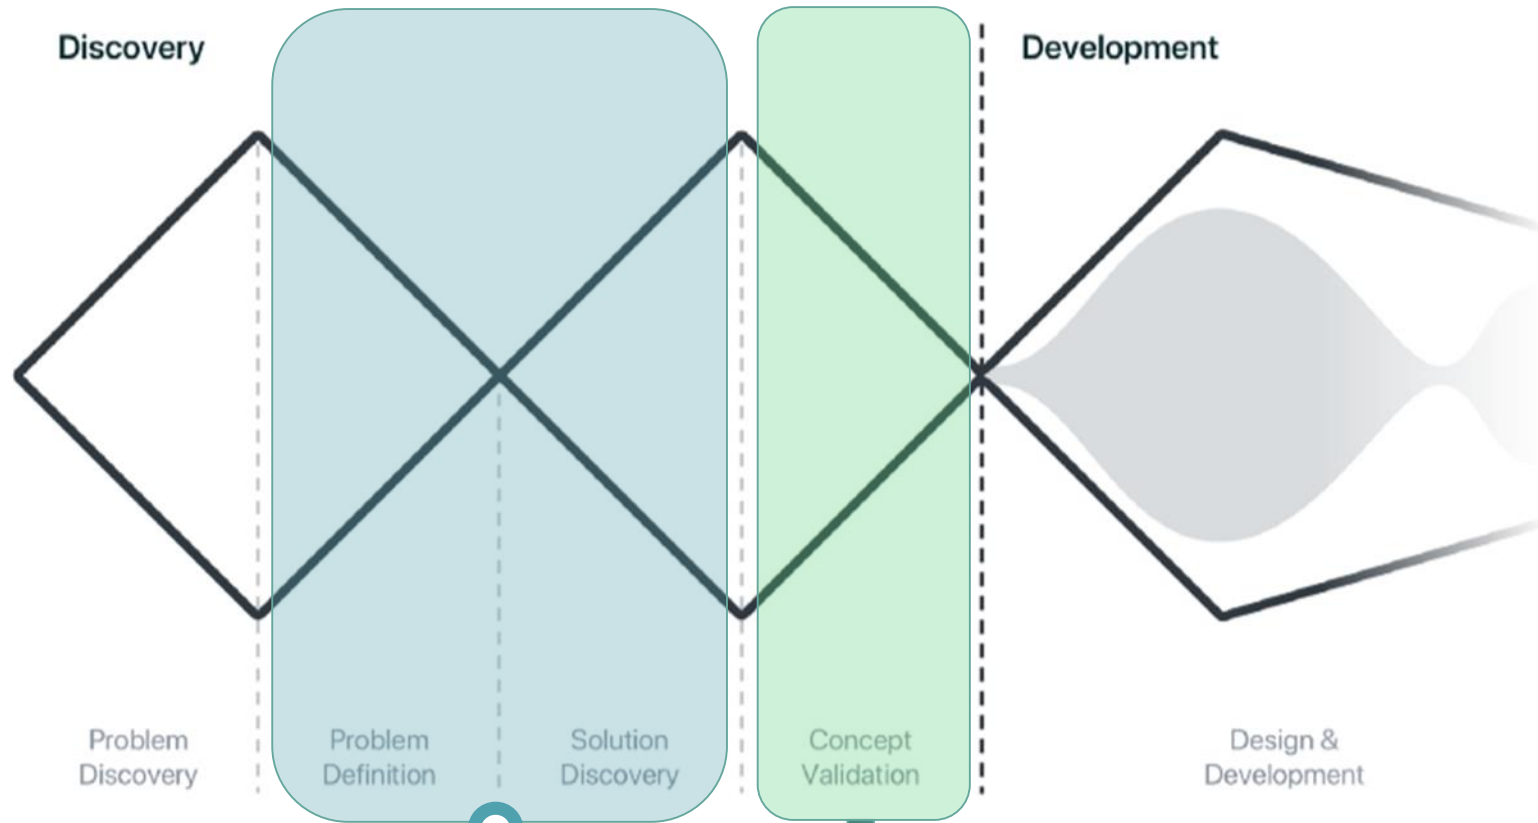 Discovery
Development
Problem
Discovery
Problem
Definition
Solution
Discovery
Concept
Validation
Design &
Development